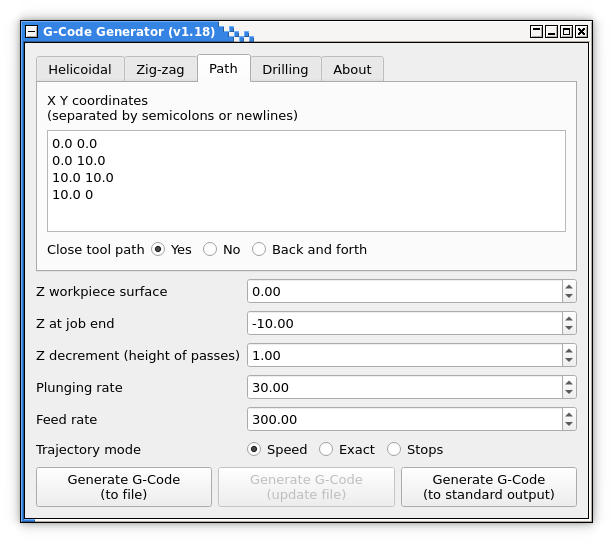 G-Code Generator (v1.18)
Helicoidal Zig-zag Path Drilling About
X Y coordinates
(separated by semicolons or newlines)
0.0 0.0
0.0 10.0
10.0 10.0
10.0 0
Close tool path Yes No Back and forth
Z workpiece surface 0.00
Z at job end -10.00
Z decrement (height of passes) 1.00
Plunging rate 30.00
Feed rate 300.00
Trajectory mode Speed Exact Stops
Generate G-Code Generate G-Code Generate G-Code
(to file) (update file) (to standard output)